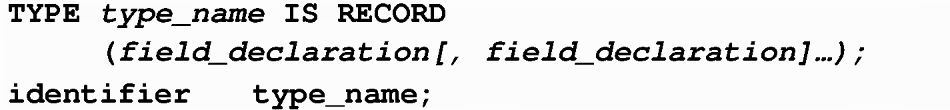 TYPE type_name IS RECORD
(field_declaration[, field_declaration]…);
identifier type_name;